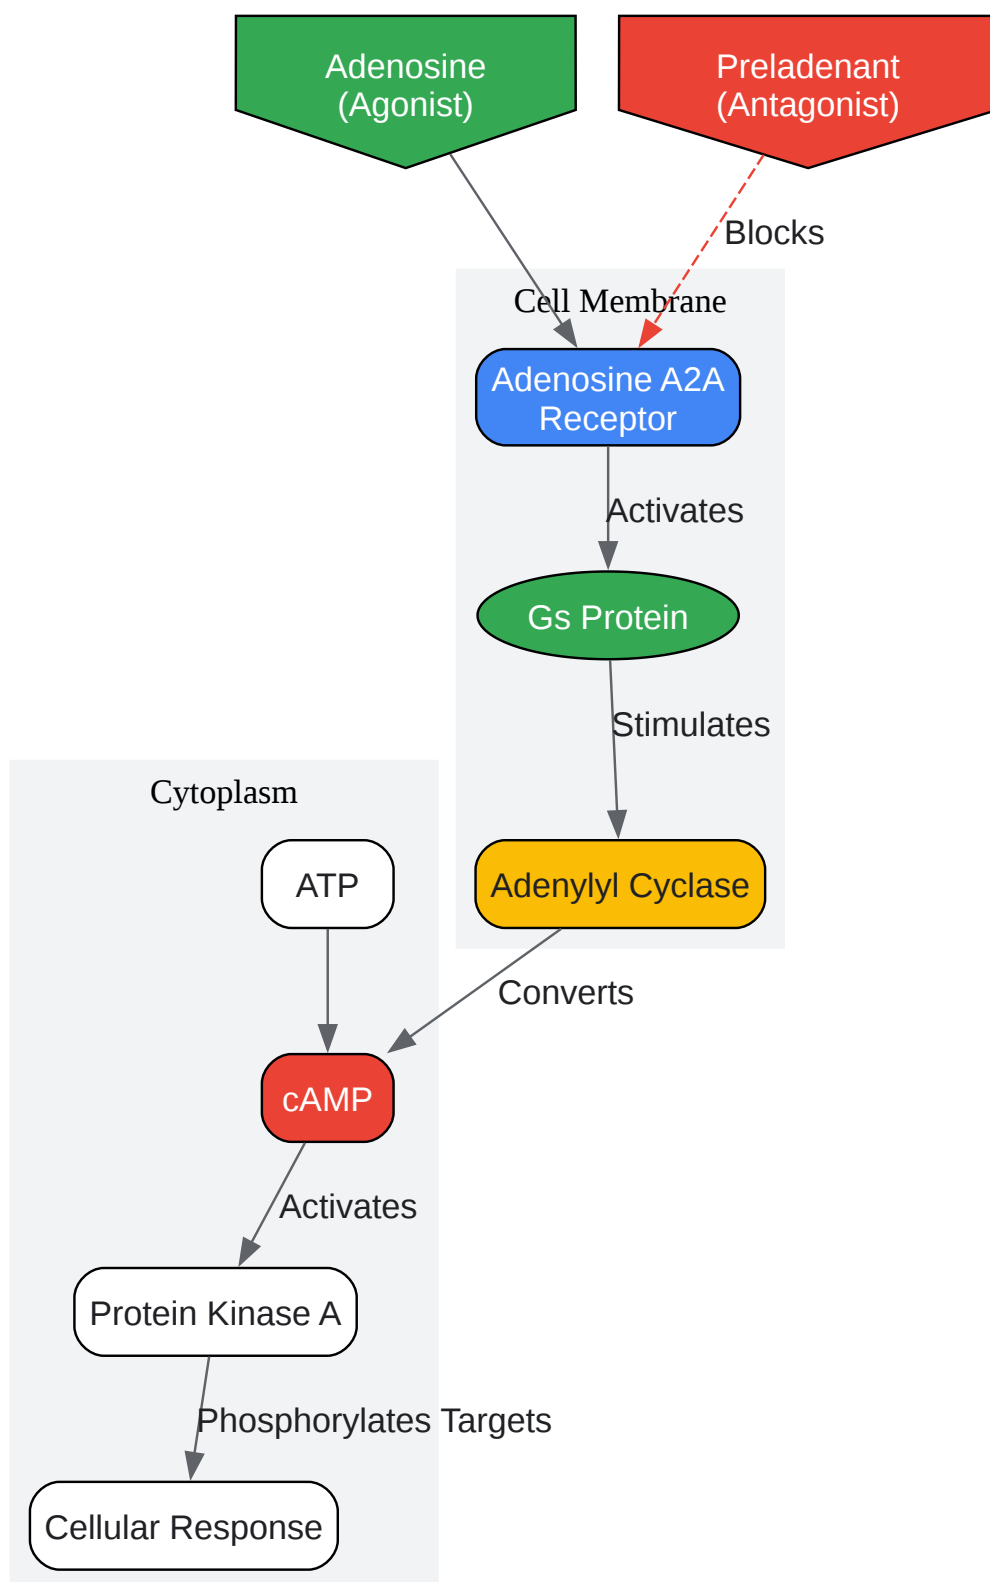 Adenosine
(Agonist)
Preladenant
(Antagonist)
Blocks
Cell Membrane
Adenosine A2A
Receptor
Activates
Gs Protein
Stimulates
Cytoplasm
ATP
Adenylyl Cyclase
Converts
cAMP
Activates
Protein Kinase A
Phosphorylates Targets
Cellular Response